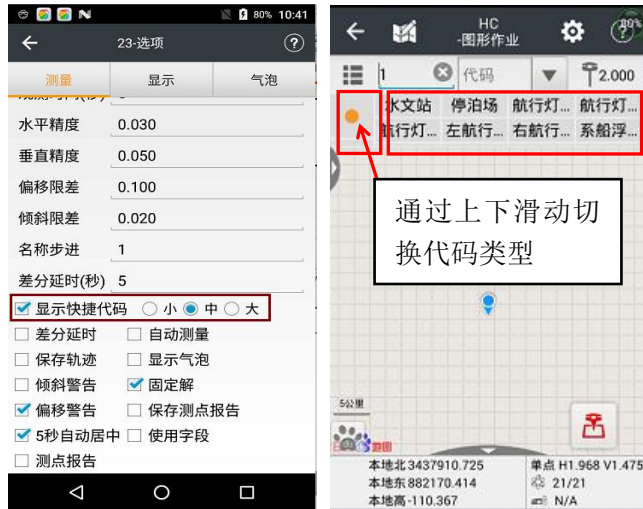 80% 10:41
23-选项
?
测量 显示 气泡
水平精度 0.030
垂直精度 0.050
偏移限差 0.100
倾斜限差 0.020
名称步进 1
差分延时(秒) 5
显示快捷代码 小 中 大
差分延时 自动测量
保存轨迹 显示气泡
倾斜警告 固定解
偏移警告 保存测点报告
5秒自动居中 使用字段
测点报告
HC
-图形作业
1 代码 2.000
水文站 停泊场 航行灯... 航行灯...
航行灯... 左航行... 右航行... 系船浮...
通过上下滑动切
换代码类型
5公里
Bai 地图
本地北 3437910.725 单点 H1.968 V1.475
本地东 882170.414 21/21
本地高 -110.367 N/A